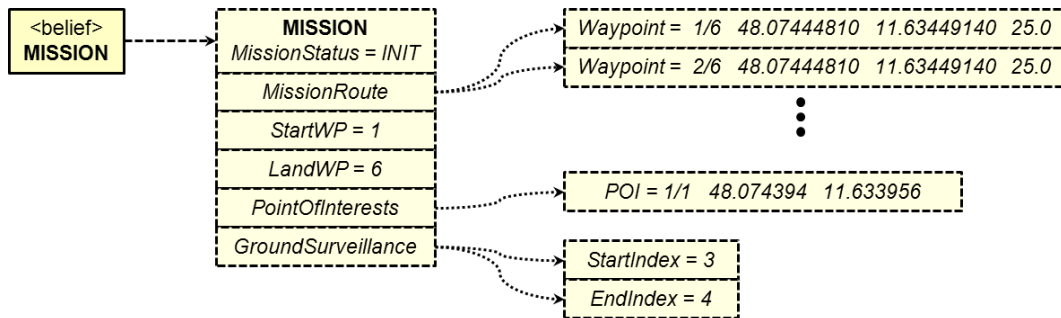 <belief>
MISSION
MISSION
MissionStatus = INIT
MissionRoute
StartWP = 1
LandWP = 6
PointOfInterests
GroundSurveillance
Waypoint = 1/6 48.07444810 11.63449140 25.0
Waypoint = 2/6 48.07444810 11.63449140 25.0
POI = 1/1 48.074394 11.633956
StartIndex = 3
EndIndex = 4